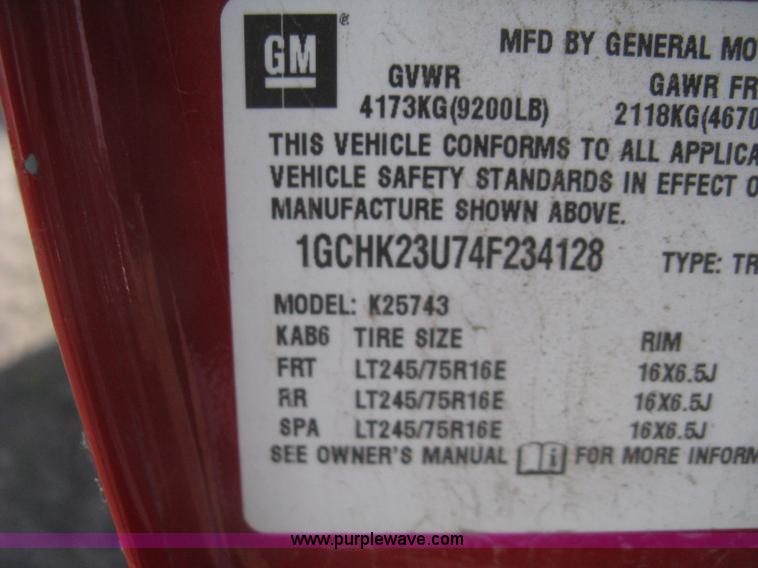 GM® MFD BY GENERAL MO
GVWR GAWR FR
4173KG(9200LB) 2118KG(4670
THIS VEHICLE CONFORMS TO ALL APPLICA
VEHICLE SAFETY STANDARDS IN EFFECT O
MANUFACTURE SHOWN ABOVE.
1GCHK23U74F234128 TYPE: TR
MODEL: K25743
KAB6 TIRE SIZE RIM
FRT LT245/75R16E 16X6.5J
RR LT245/75R16E 16X6.5J
SPA LT245/75R16E 16X6.5J
SEE OWNER'S MANUAL i FOR MORE INFORM
www.purplewave.com